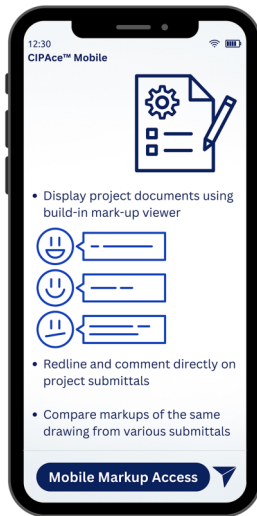 12:30
CIPAce™ Mobile
• Display project documents using
build-in mark-up viewer
• Redline and comment directly on
project submittals
• Compare markups of the same
drawing from various submittals
Mobile Markup Access